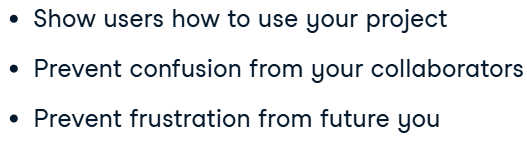 • Show users how to use your project
• Prevent confusion from your collaborators
• Prevent frustration from future you